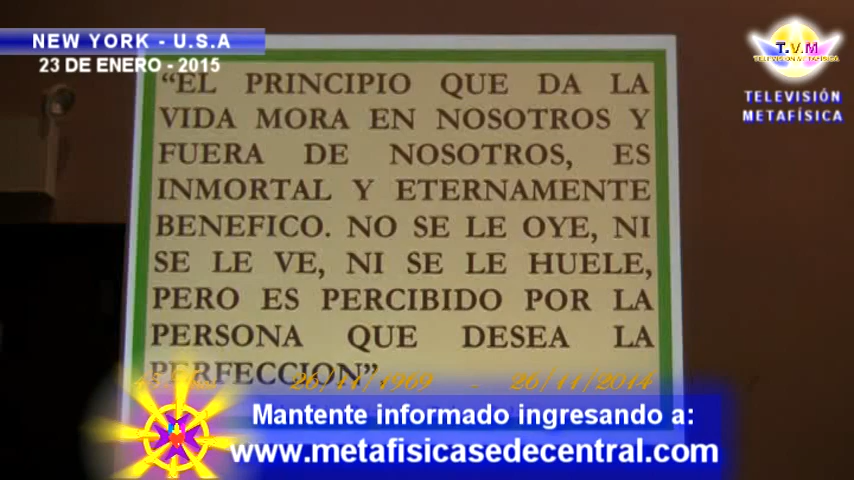 NEW YORK - U.S.A
23 DE ENERO - 2015
T.V.M
TELEVISIÓN
METAFÍSICA
“EL PRINCIPIO QUE DA LA
VIDA MORA EN NOSOTROS Y
FUERA DE NOSOTROS, ES
INMORTAL Y ETERNAMENTE
BENEFICO. NO SE LE OYE, NI
SE LE VE, NI SE LE HUELE,
PERO ES PERCIBIDO POR LA
PERSONA QUE DESEA LA
PERFECCION”
26/11/1969 - 26/11/2014
Mantente informado ingresando a:
www.metafisicasedecentral.com